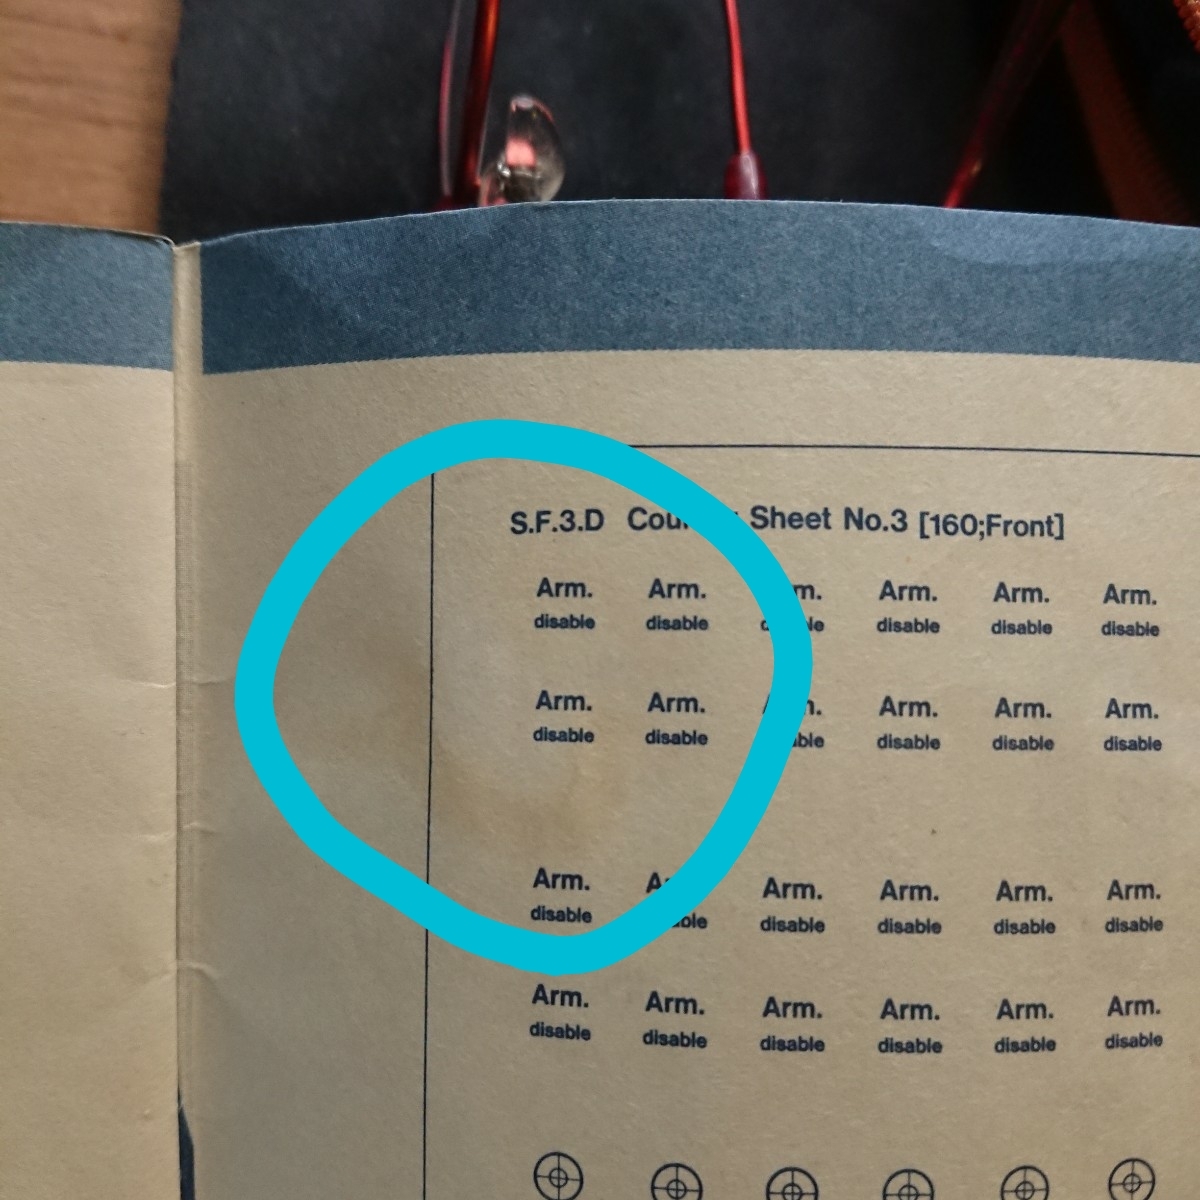 S.F.3.D Sheet No.3 [160;Front]
Arm. Arm. Arm. Arm. Arm.
disable disable disable disable disable
Arm. Arm. Arm. Arm. Arm.
disable disable disable disable disable
Arm. Arm. Arm. Arm. Arm.
disable disable disable disable disable
Arm. Arm. Arm. Arm. Arm. Arm.
disable disable disable disable disable disable